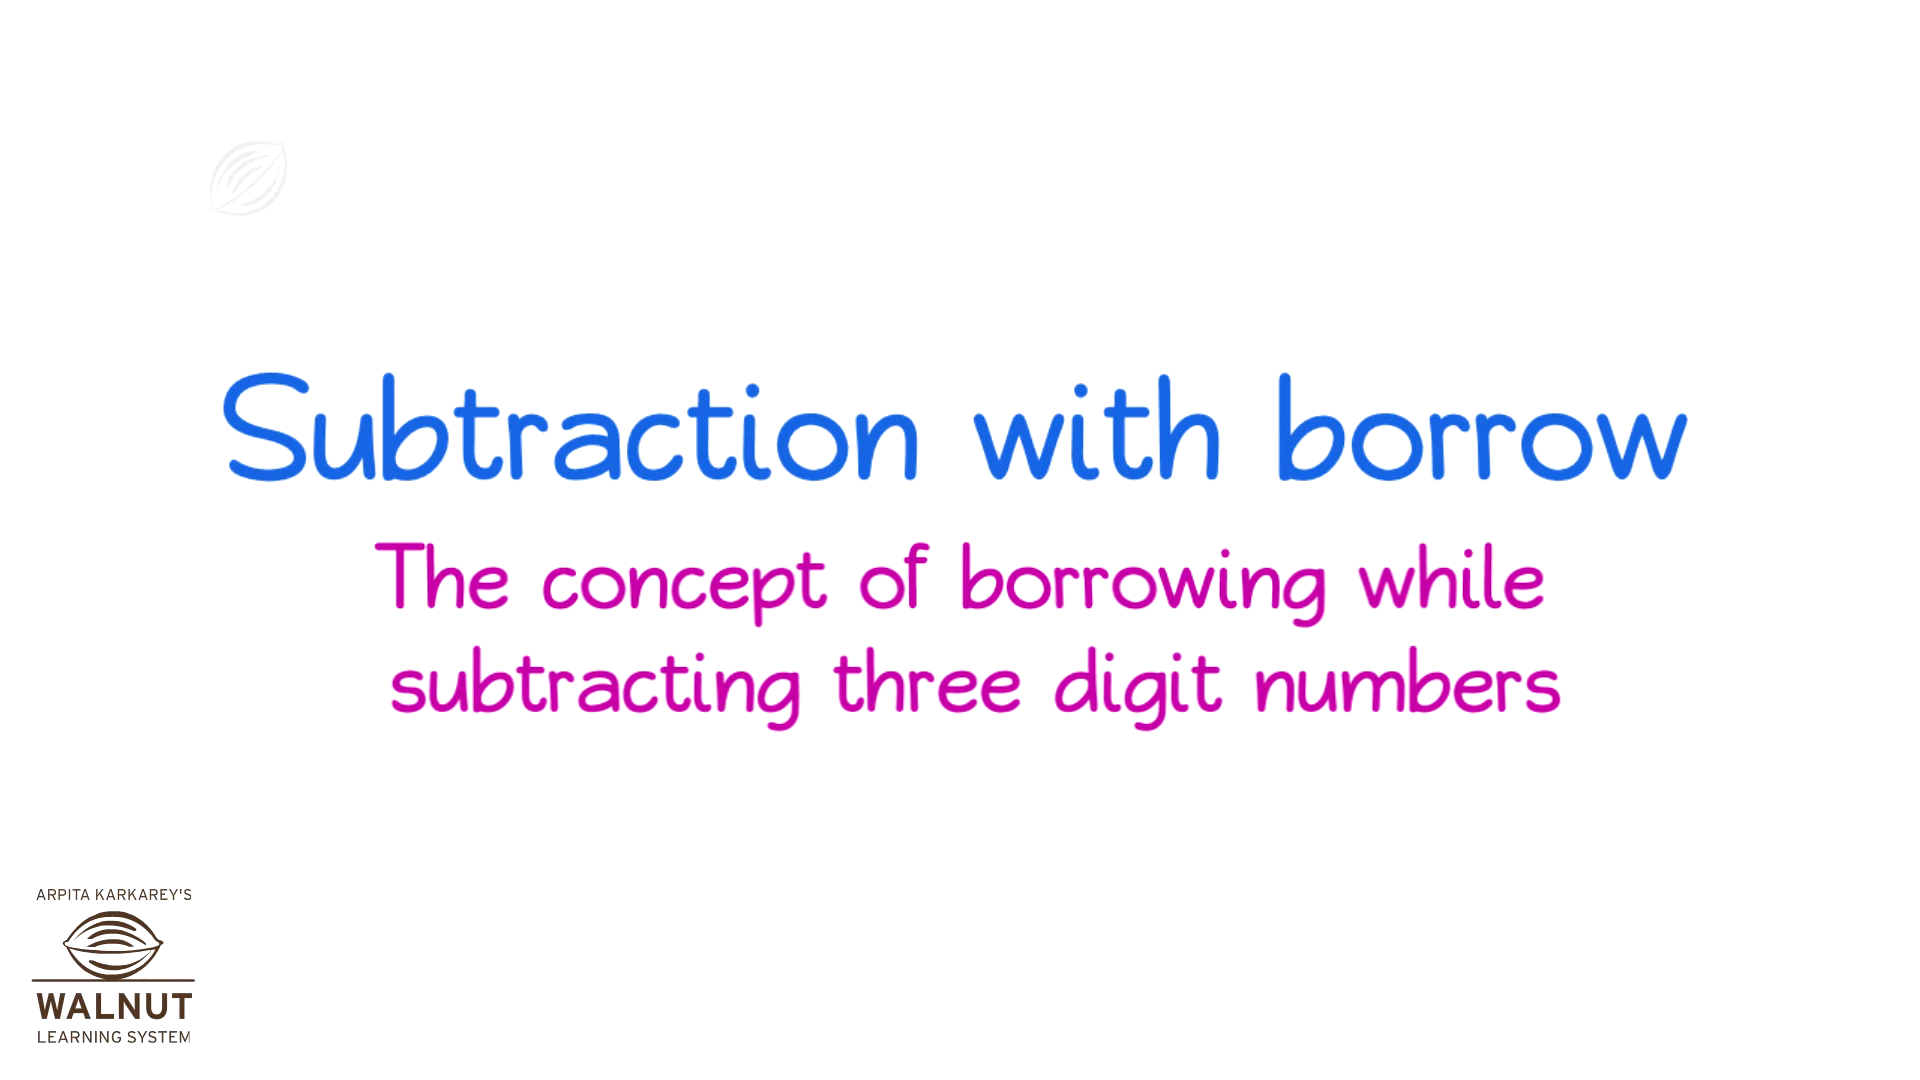 Subtraction with borrow
The concept of borrowing while
subtracting three digit numbers
ARPITA KARKAREY'S
WALNUT
LEARNING SYSTEM